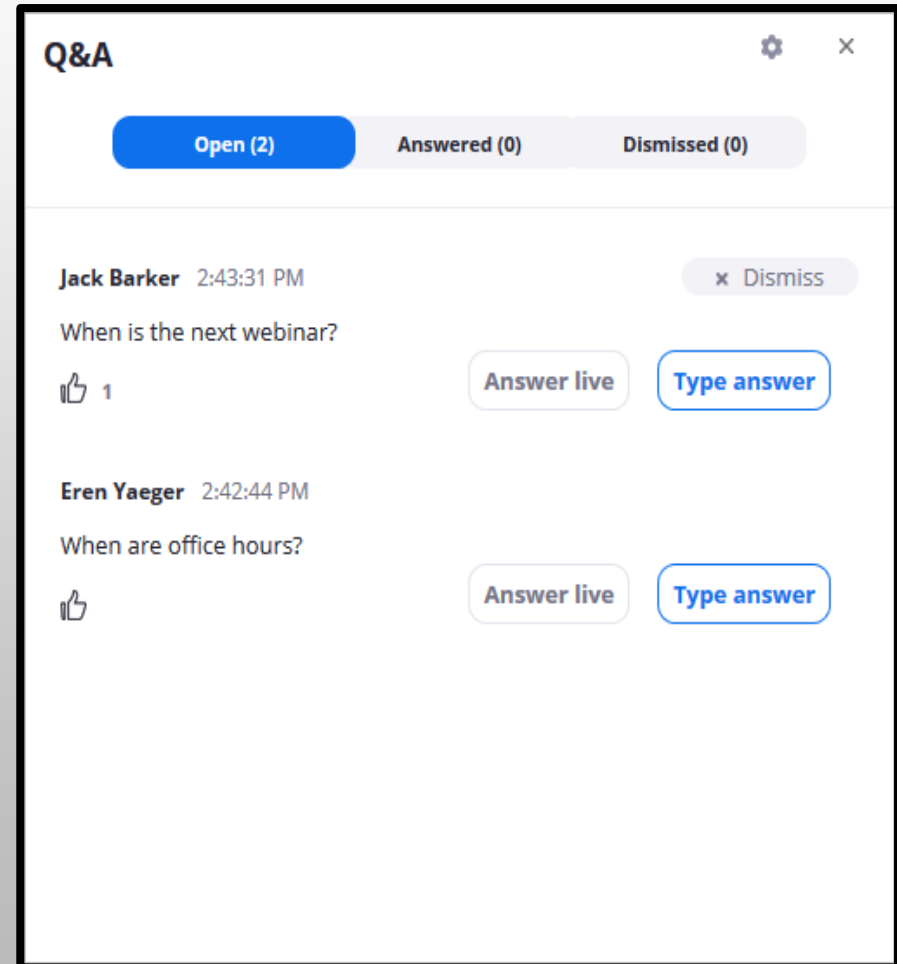 Q&A
Open (2) Answered (0) Dismissed (0)
Jack Barker 2:43:31 PM × Dismiss
When is the next webinar?
1 Answer live Type answer
Eren Yaeger 2:42:44 PM
When are office hours?
Answer live Type answer